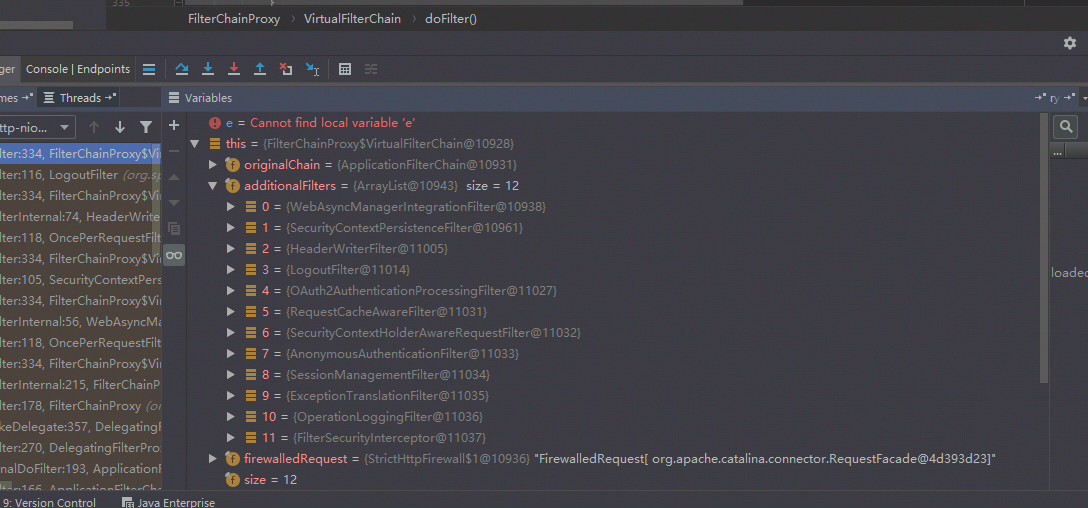 335
FilterChainProxy > VirtualFilterChain > doFilter()
ger Console | Endpoints
mes Threads Variables ry
ttp-nio...
e = Cannot find local variable 'e'
this = {FilterChainProxy$VirtualFilterChain@10928}
originalChain = {ApplicationFilterChain@10931}
additionalFilters = {ArrayList@10943} size = 12
0 = {WebAsyncManagerIntegrationFilter@10938}
1 = {SecurityContextPersistenceFilter@10961}
2 = {HeaderWriterFilter@11005}
3 = {LogoutFilter@11014}
4 = {OAuth2AuthenticationProcessingFilter@11027}
5 = {RequestCacheAwareFilter@11031}
6 = {SecurityContextHolderAwareRequestFilter@11032}
7 = {AnonymousAuthenticationFilter@11033}
8 = {SessionManagementFilter@11034}
9 = {ExceptionTranslationFilter@11035}
10 = {OperationLoggingFilter@11036}
11 = {FilterSecurityInterceptor@11037}
firewalledRequest = {StrictHttpFirewall$1@10936} "FirewalledRequest[ org.apache.catalina.connector.RequestFacade@4d393d23]"
size = 12
ilter:334, FilterChainProxy$Vi
ilter:116, LogoutFilter (org.sp
ilter:334, FilterChainProxy$Vi
ilterInternal:74, HeaderWrite
ilter:118, OncePerRequestFilt
ilter:334, FilterChainProxy$Vi
ilter:105, SecurityContextPers
ilter:334, FilterChainProxy$Vi
ilterInternal:56, WebAsyncMa
ilter:118, OncePerRequestFilt
ilter:334, FilterChainProxy$Vi
ilterInternal:215, FilterChainP
ilter:178, FilterChainProxy (or
keDelegate:357, DelegatingF
ilter:270, DelegatingFilterPro
nalDoFilter:193, ApplicationF
ilter:166, ApplicationFilterCh
...
loaded
9: Version Control Java Enterprise